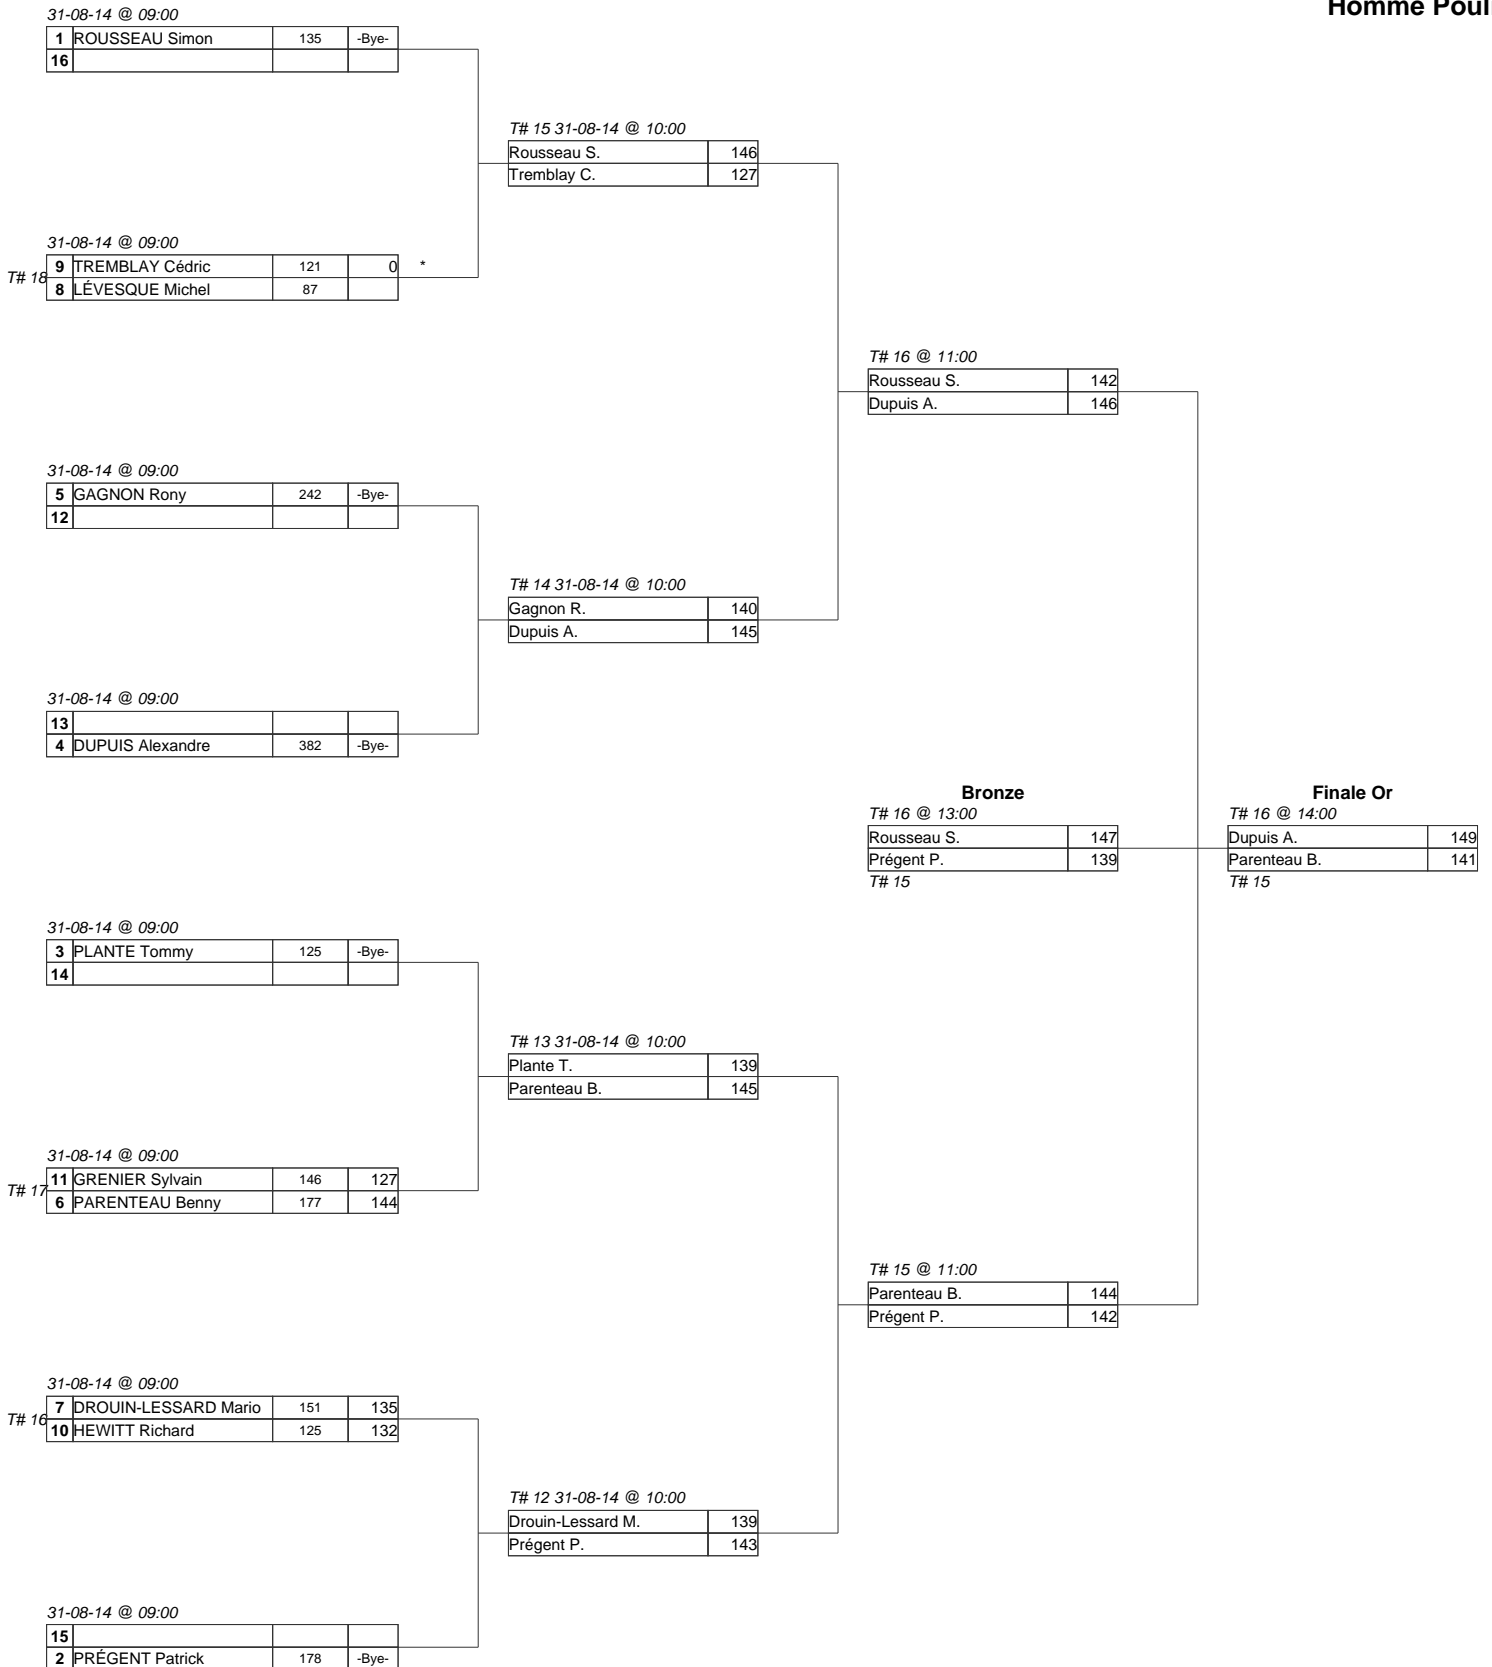 Homme Poul
31-08-14 @ 09:00
1 ROUSSEAU Simon 135 -Bye-
16
T# 15 31-08-14 @ 10:00
Rousseau S. 146
Tremblay C. 127
31-08-14 @ 09:00
T# 18
9 TREMBLAY Cédric 121 0 *
8 LÉVESQUE Michel 87
T# 16 @ 11:00
Rousseau S. 142
Dupuis A. 146
31-08-14 @ 09:00
5 GAGNON Rony 242 -Bye-
12
T# 14 31-08-14 @ 10:00
Gagnon R. 140
Dupuis A. 145
31-08-14 @ 09:00
13
4 DUPUIS Alexandre 382 -Bye-
Bronze
T# 16 @ 13:00
Rousseau S. 147
Prégent P. 139
T# 15
Finale Or
T# 16 @ 14:00
Dupuis A. 149
Parenteau B. 141
T# 15
31-08-14 @ 09:00
3 PLANTE Tommy 125 -Bye-
14
T# 13 31-08-14 @ 10:00
Plante T. 139
Parenteau B. 145
31-08-14 @ 09:00
T# 17
11 GRENIER Sylvain 146 127
6 PARENTEAU Benny 177 144
T# 15 @ 11:00
Parenteau B. 144
Prégent P. 142
31-08-14 @ 09:00
T# 16
7 DROUIN-LESSARD Mario 151 135
10 HEWITT Richard 125 132
T# 12 31-08-14 @ 10:00
Drouin-Lessard M. 139
Prégent P. 143
31-08-14 @ 09:00
15
2 PRÉGENT Patrick 178 -Bye-